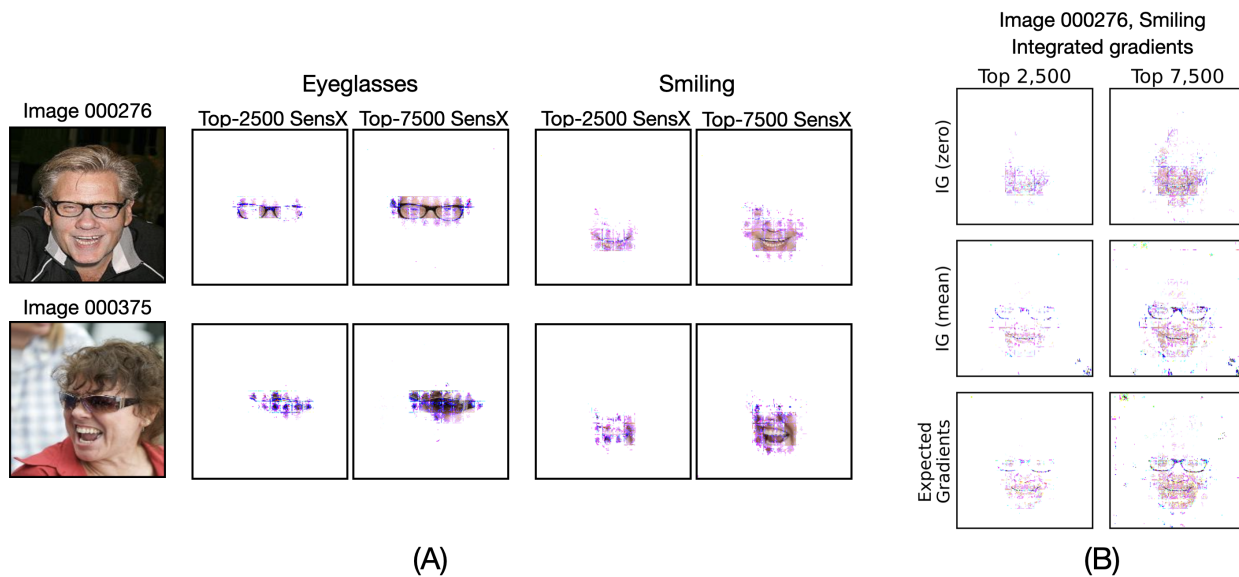 Eyeglasses
Smiling
Image 000276
Top-2500 SensX
Top-7500 SensX
Top-2500 SensX
Top-7500 SensX
Image 000375
(A)
Image 000276, Smiling
Integrated gradients
Top 2,500
Top 7,500
IG (zero)
IG (mean)
Expected
Gradients
(B)